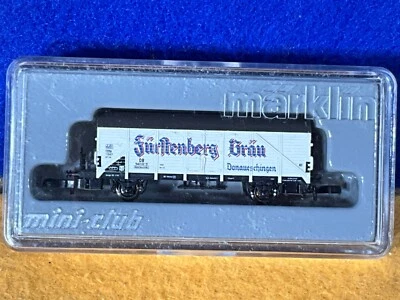 märklin
Fürstenberg Bräu
Donaueschingen
mini-club